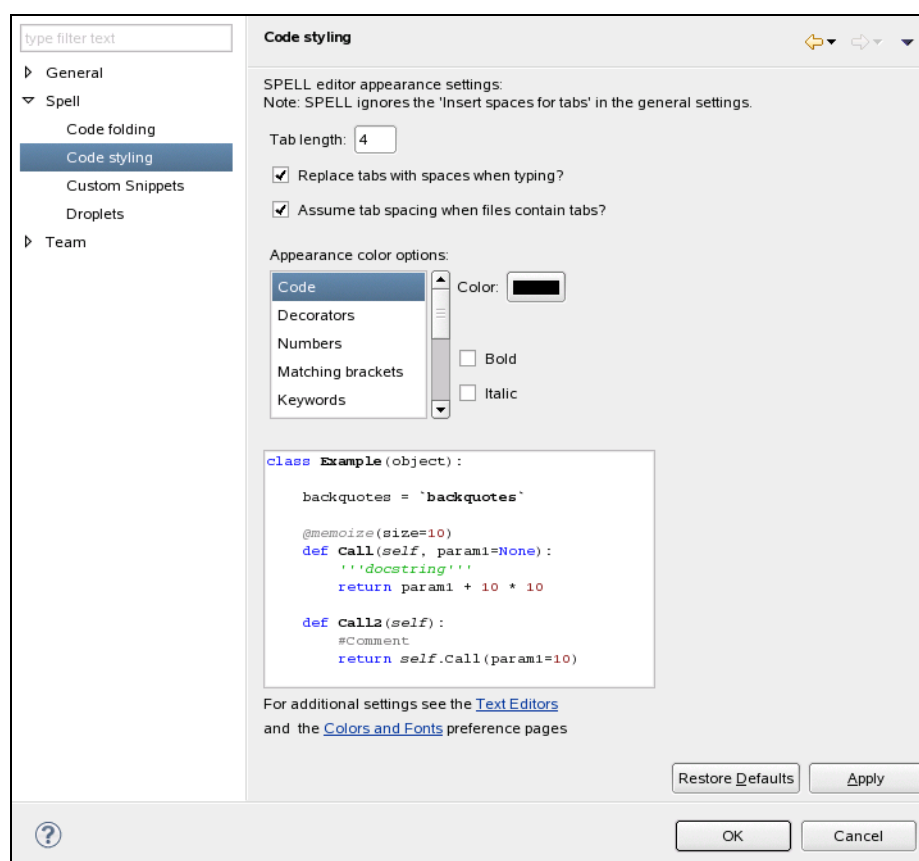 type filter text
General
Spell
Code folding
Code styling
Custom Snippets
Droplets
Team
Code styling
SPELL editor appearance settings:
Note: SPELL ignores the 'Insert spaces for tabs' in the general settings.
Tab length: 4
Replace tabs with spaces when typing?
Assume tab spacing when files contain tabs?
Appearance color options:
Code
Decorators
Numbers
Matching brackets
Keywords
Color:
Bold
Italic
class Example(object):
    backquotes = `backquotes`
    @memoize(size=10)
    def Call(self, param1=None):
        '''docstring'''
        return param1 + 10 * 10
    def Call2(self):
        #Comment
        return self.Call(param1=10)
For additional settings see the Text Editors
and the Colors and Fonts preference pages
Restore Defaults
Apply
?
OK
Cancel